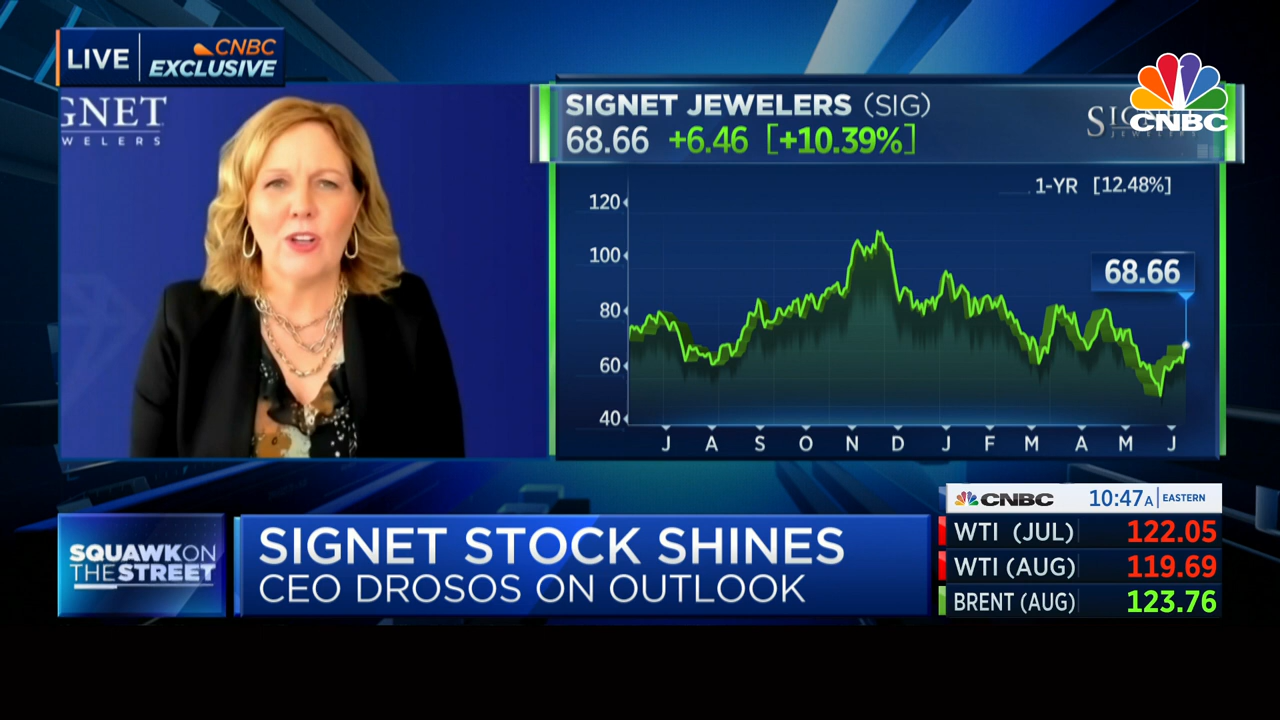 LIVE
CNBC
EXCLUSIVE
IGNET
WELERS
SIGNET JEWELERS (SIG)
68.66 +6.46 [+10.39%]
CNBC
1-YR [12.48%]
120
100
80
60
40
68.66
J A S O N D J F M A M J
SQUAWK ON
THE STREET
SIGNET STOCK SHINES
CEO DROSOS ON OUTLOOK
CNBC 10:47A EASTERN
WTI (JUL) 122.05
WTI (AUG) 119.69
BRENT (AUG) 123.76